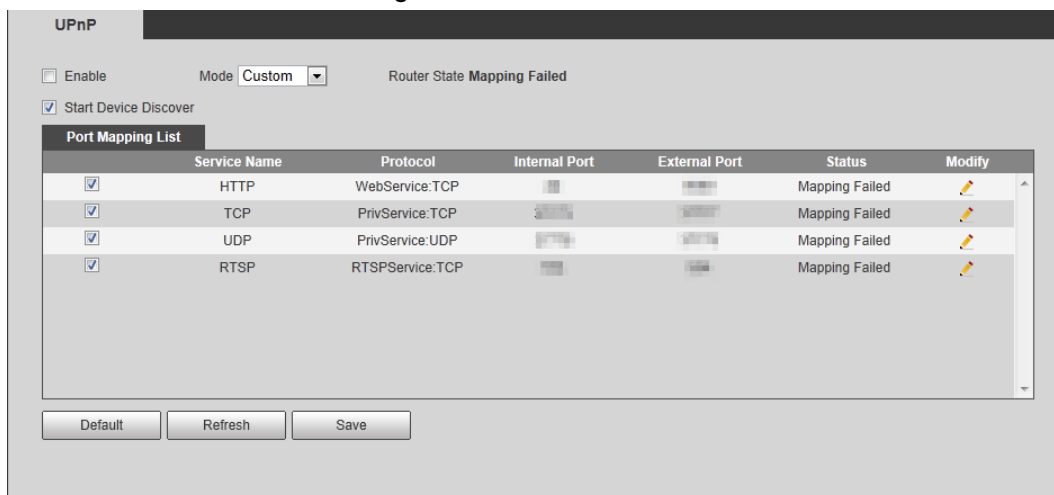 UPnP
Enable Mode Custom Router State Mapping Failed
Start Device Discover
Port Mapping List
Service Name Protocol Internal Port External Port Status Modify
HTTP WebService:TCP Mapping Failed
TCP PrivService:TCP Mapping Failed
UDP PrivService:UDP Mapping Failed
RTSP RTSPService:TCP Mapping Failed
Default Refresh Save